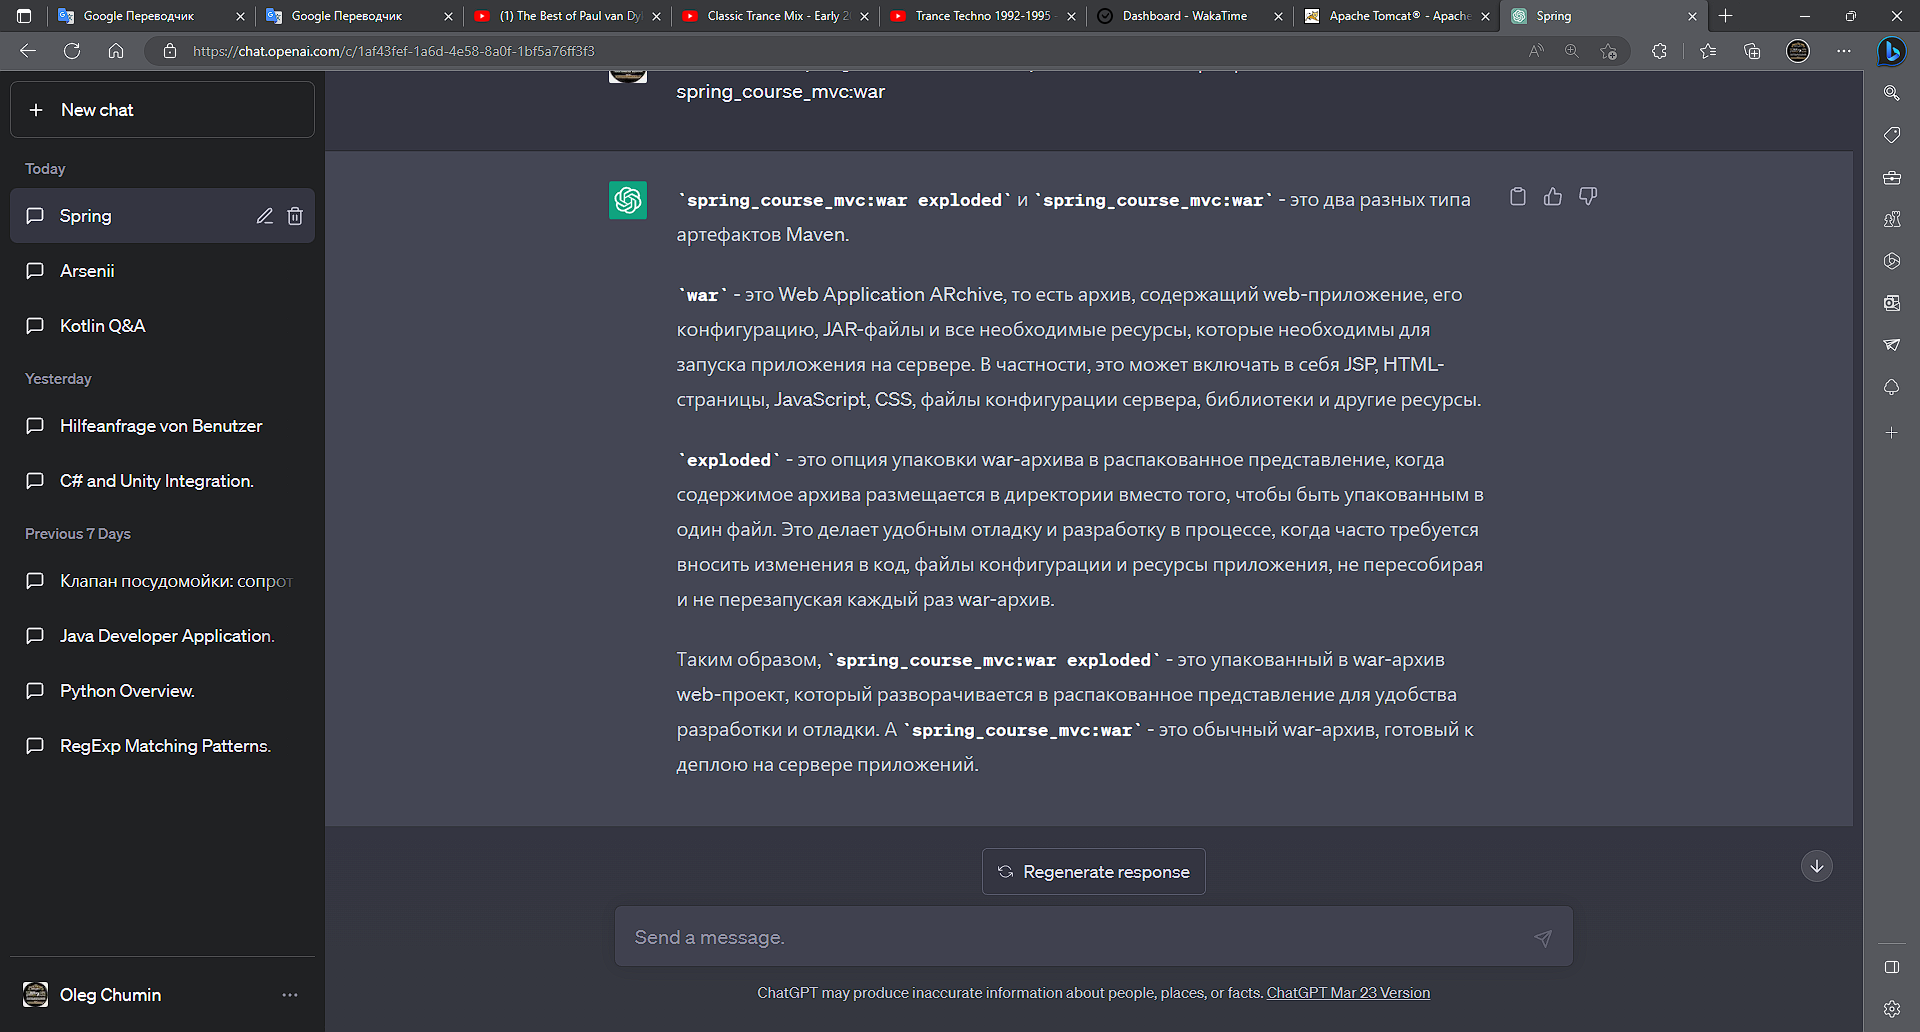 Google Переводчик
Google Переводчик
(1) The Best of Paul van Dy
Classic Trance Mix - Early 2
Trance Techno 1992-1995 -
Dashboard - WakaTime
Apache Tomcat® - Apache
Spring
https://chat.openai.com/c/1af43fef-1a6d-4e58-8a0f-1bf5a76ff3f3
New chat
Today
Spring
Arsenii
Kotlin Q&A
Yesterday
Hilfeanfrage von Benutzer
C# and Unity Integration.
Previous 7 Days
Клапан посудомойки: сопрот
Java Developer Application.
Python Overview.
RegExp Matching Patterns.
Oleg Chumin
spring_course_mvc:war
`spring_course_mvc:war exploded` и `spring_course_mvc:war` - это два разных типа
артефактов Maven.
`war` - это Web Application ARchive, то есть архив, содержащий web-приложение, его
конфигурацию, JAR-файлы и все необходимые ресурсы, которые необходимы для
запуска приложения на сервере. В частности, это может включать в себя JSP, HTML-
страницы, JavaScript, CSS, файлы конфигурации сервера, библиотеки и другие ресурсы.
`exploded` - это опция упаковки war-архива в распакованное представление, когда
содержимое архива размещается в директории вместо того, чтобы быть упакованным в
один файл. Это делает удобным отладку и разработку в процессе, когда часто требуется
вносить изменения в код, файлы конфигурации и ресурсы приложения, не пересобирая
и не перезапуская каждый раз war-архив.
Таким образом, `spring_course_mvc:war exploded` - это упакованный в war-архив
web-проект, который разворачивается в распакованное представление для удобства
разработки и отладки. А `spring_course_mvc:war` - это обычный war-архив, готовый к
деплою на сервере приложений.
Regenerate response
Send a message.
ChatGPT may produce inaccurate information about people, places, or facts. ChatGPT Mar 23 Version